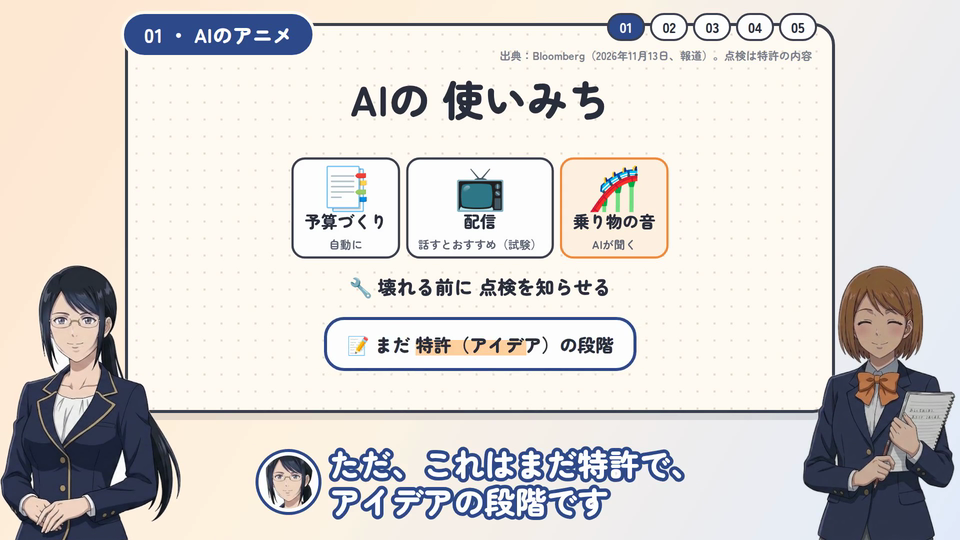 01 ・ AIのアニメ
01 02 03 04 05
出典：Bloomberg（2026年11月13日、報道）。点検は特許の内容
AIの 使いみち
予算づくり
自動に
配信
話すとおすすめ（試験）
乗り物の音
AIが聞く
壊れる前に 点検を知らせる
まだ 特許（アイデア）の段階
ただ、これはまだ特許で、
アイデアの段階です